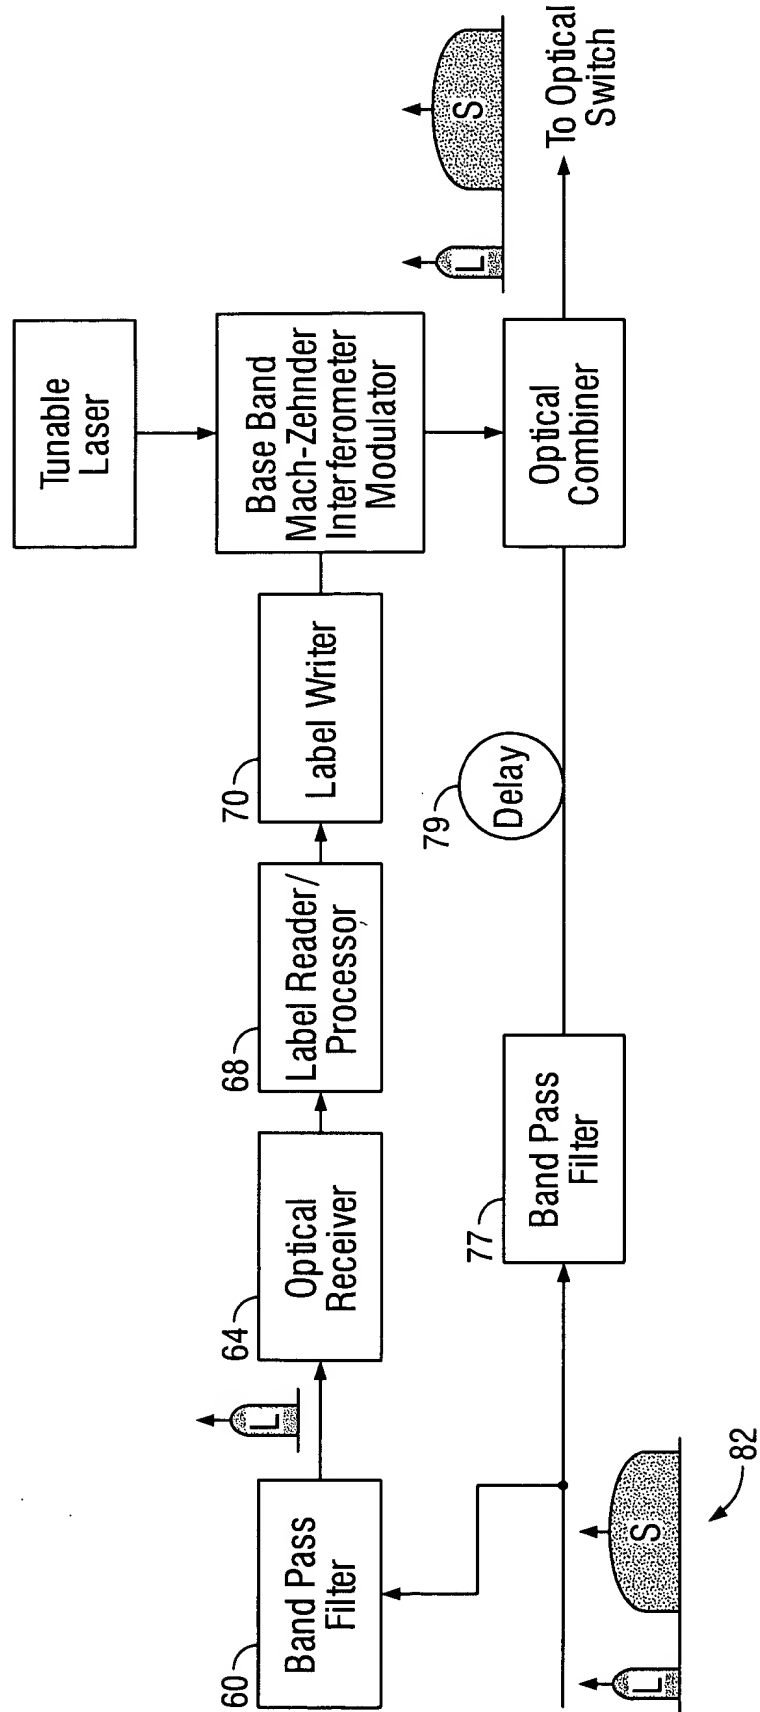 Tunable
Laser
Base Band
Mach-Zehnder
Interferometer
Modulator
Optical
Combiner
L
S
To Optical
Switch
70
Label Writer
68
Label Reader/
Processor
64
Optical
Receiver
L
60
Band Pass
Filter
79
Delay
77
Band Pass
Filter
L
S
82